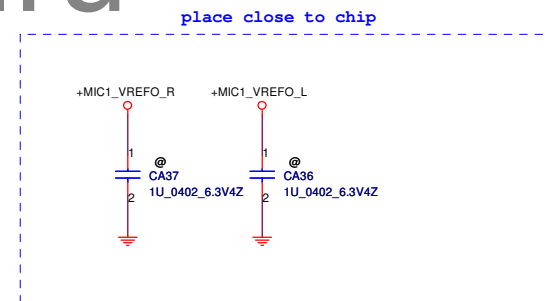 place close to chip
+MIC1_VREFO_R
+MIC1_VREFO_L
1
1
@
@
CA37
CA36
1U_0402_6.3V4Z
1U_0402_6.3V4Z
2
2